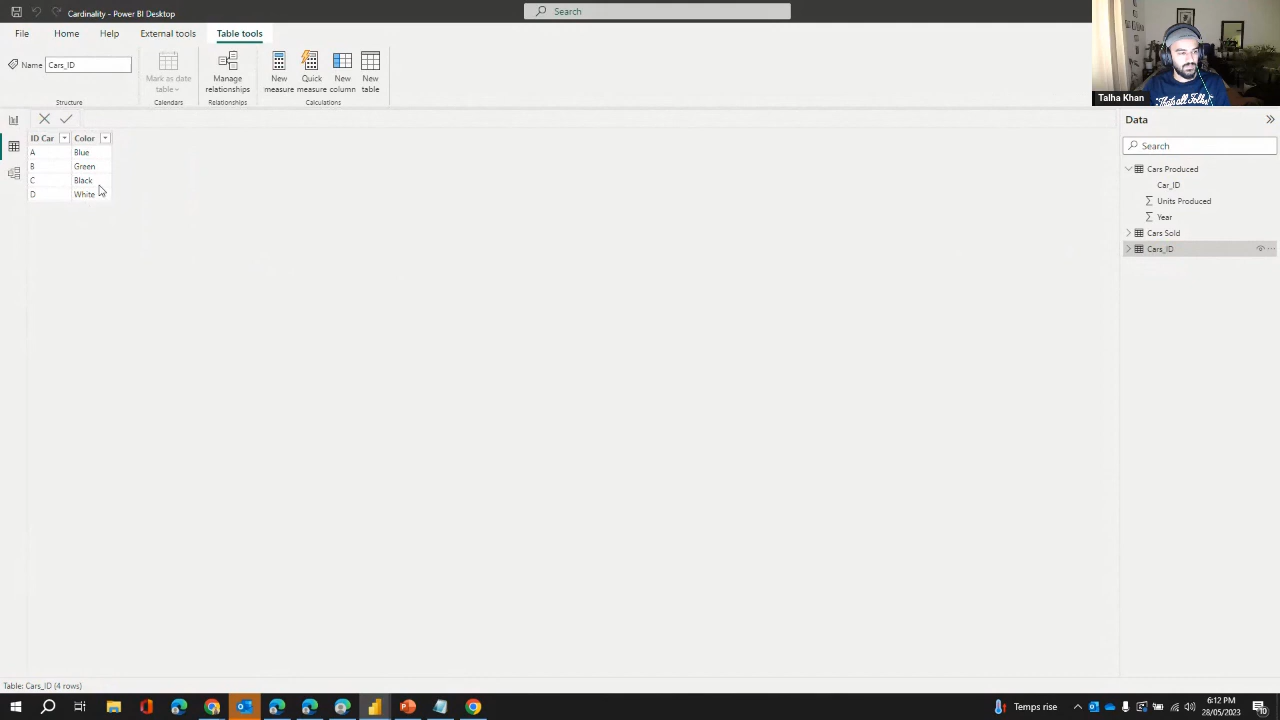 Cardinality - Power BI Desktop
Search
File Home Help External tools Table tools
Name Cars_ID
Mark as date table
Manage relationships
New measure
Quick measure
New column
New table
Structure Calendars Relationships Calculations
Talha Khan
Data
Search
ID Car Color
A Blue
B Green
C Black
D White
Cars Produced
Car_ID
Σ Units Produced
Σ Year
Cars Sold
Cars_ID
Table: Cars_ID (4 rows)
Temps rise
6:12 PM
28/05/2023